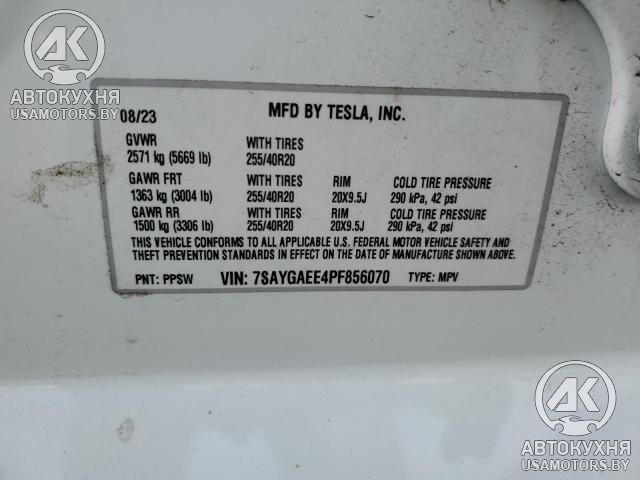 AK
АВТОКУХНЯ
USAMOTORS.BY
08/23 MFD BY TESLA, INC.
GVWR WITH TIRES
2571 kg (5669 lb) 255/40R20
GAWR FRT WITH TIRES RIM COLD TIRE PRESSURE
1363 kg (3004 lb) 255/40R20 20X9.5J 290 kPa, 42 psi
GAWR RR WITH TIRES RIM COLD TIRE PRESSURE
1500 kg (3306 lb) 255/40R20 20X9.5J 290 kPa, 42 psi
THIS VEHICLE CONFORMS TO ALL APPLICABLE U.S. FEDERAL MOTOR VEHICLE SAFETY AND
THEFT PREVENTION STANDARDS IN EFFECT ON THE DATE OF MANUFACTURE SHOWN ABOVE.
PNT: PPSW VIN: 7SAYGAEE4PF856070 TYPE: MPV
AK
АВТОКУХНЯ
USAMOTORS.BY